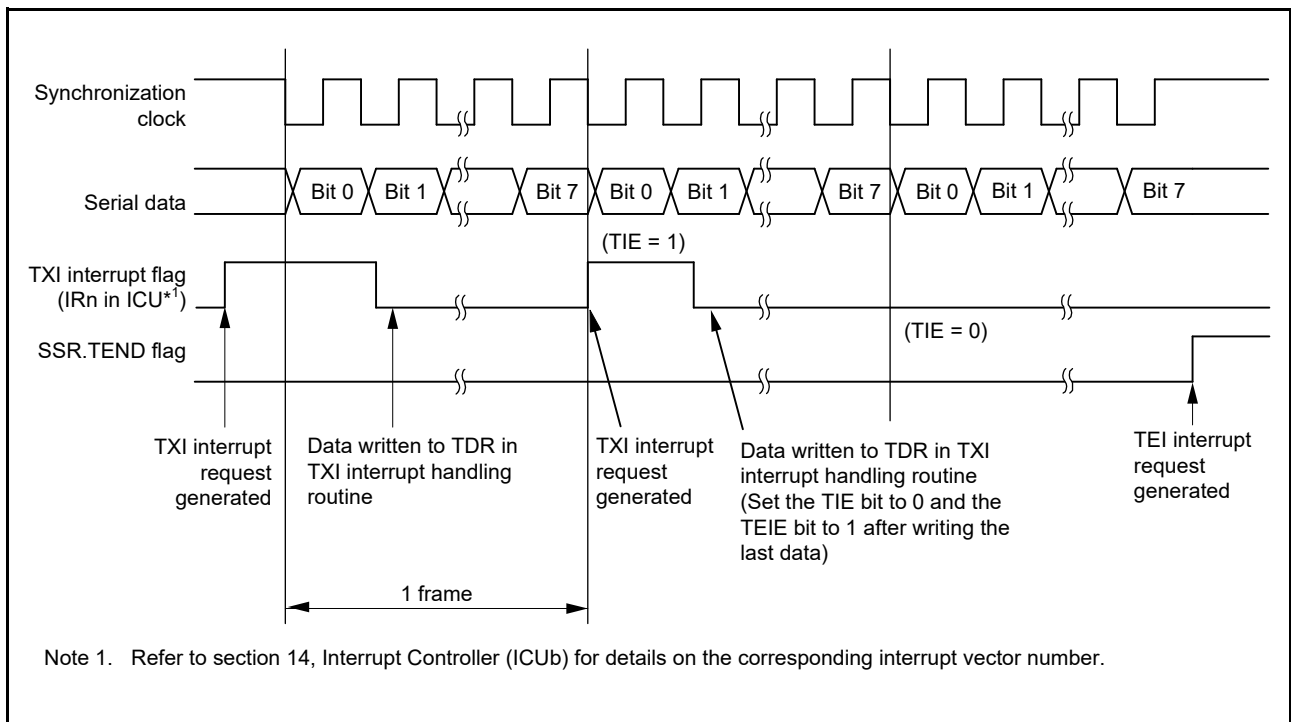 Synchronization
clock
Serial data
Bit 0 Bit 1 Bit 7 Bit 0 Bit 1 Bit 7 Bit 0 Bit 1 Bit 7
(TIE = 1)
TXI interrupt flag
(IRn in ICU*1)
(TIE = 0)
SSR.TEND flag
TXI interrupt
request
generated
Data written to TDR in
TXI interrupt handling
routine
TXI interrupt
request
generated
Data written to TDR in TXI
interrupt handling routine
(Set the TIE bit to 0 and the
TEIE bit to 1 after writing the
last data)
TEI interrupt
request
generated
1 frame
Note 1. Refer to section 14, Interrupt Controller (ICUb) for details on the corresponding interrupt vector number.